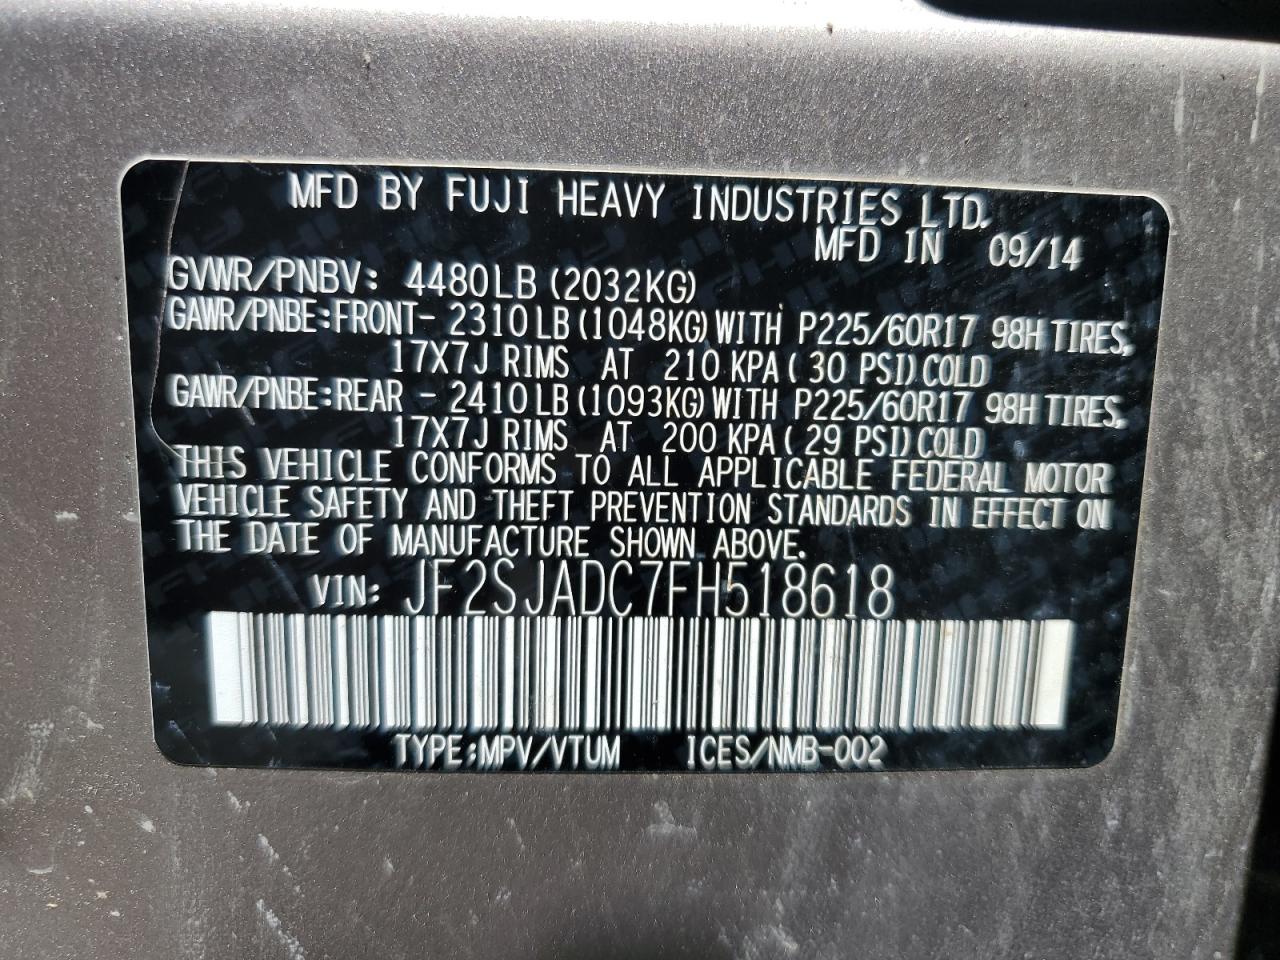 MFD BY FUJI HEAVY INDUSTRIES LTD.
MFD IN 09/14
GVWR/PNBV: 4480LB (2032KG)
GAWR/PNBE:FRONT- 2310LB (1048KG) WITH P225/60R17 98H TIRES,
17X7J RIMS AT 210 KPA ( 30 PSI) COLD
GAWR/PNBE:REAR - 2410LB (1093KG) WITH P225/60R17 98H TIRES,
17X7J RIMS AT 200 KPA ( 29 PSI) COLD
THIS VEHICLE CONFORMS TO ALL APPLICABLE FEDERAL MOTOR
VEHICLE SAFETY AND THEFT PREVENTION STANDARDS IN EFFECT ON
THE DATE OF MANUFACTURE SHOWN ABOVE.
VIN: JF2SJADC7FH518618
TYPE:MPV/VTUM ICES/NMB-002